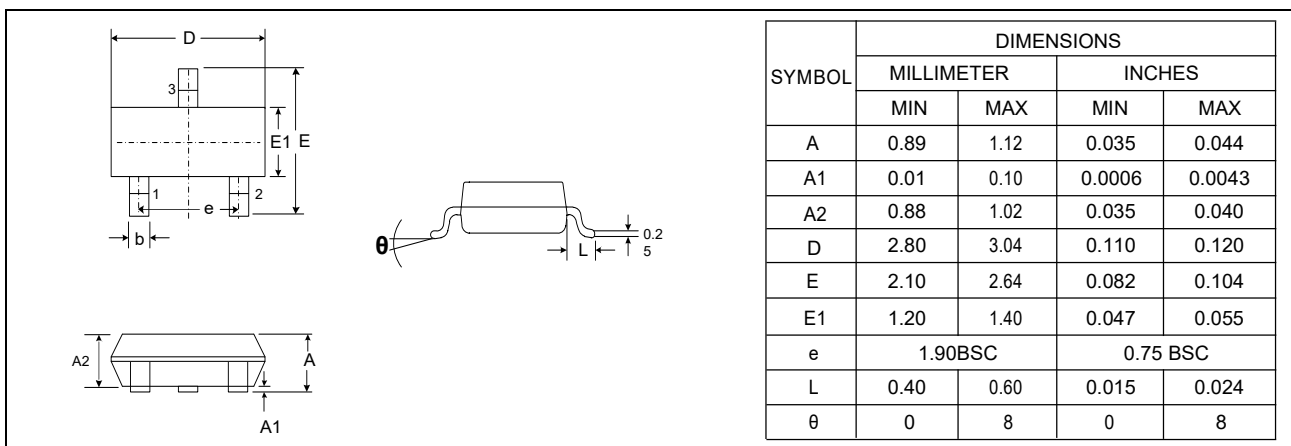 D
3
E1 E
1 2
e
b
θ
L
0.2
5
A2
A
A1
SYMBOL
DIMENSIONS
MILLIMETER INCHES
MIN MAX MIN MAX
A 0.89 1.12 0.035 0.044
A1 0.01 0.10 0.0006 0.0043
A2 0.88 1.02 0.035 0.040
D 2.80 3.04 0.110 0.120
E 2.10 2.64 0.082 0.104
E1 1.20 1.40 0.047 0.055
e 1.90BSC 0.75 BSC
L 0.40 0.60 0.015 0.024
θ 0 8 0 8